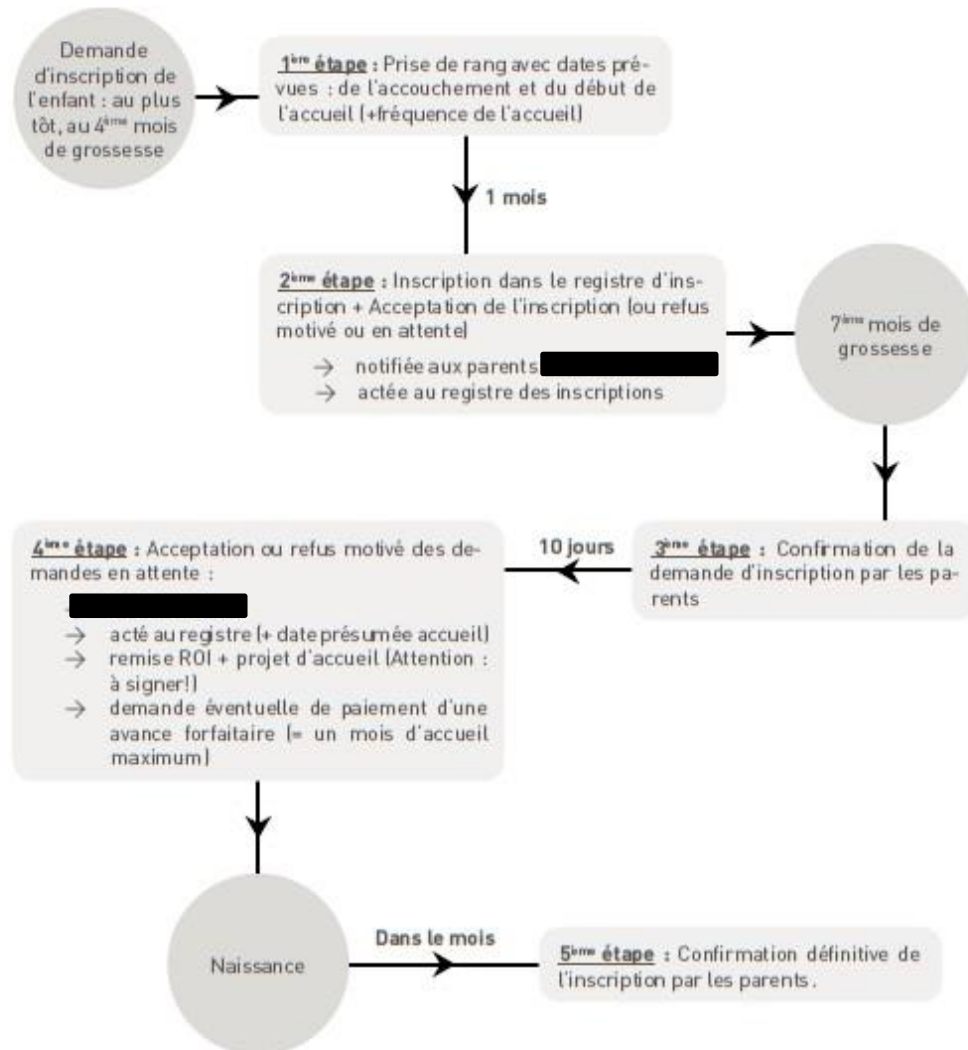 Demande
d'inscription de
l'enfant : au plus
tôt, au 4ème mois
de grossesse
1ère étape : Prise de rang avec dates pré-
vues : de l'accouchement et du début de
l'accueil (+fréquence de l'accueil)
1 mois
2ème étape : Inscription dans le registre d'ins-
cription + Acceptation de l'inscription (ou refus
motivé ou en attente)
→ notifiée aux parents
→ actée au registre des inscriptions
7ème mois de
grossesse
3ème étape : Confirmation de la
demande d'inscription par les pa-
rents
10 jours
4ème étape : Acceptation ou refus motivé des de-
mandes en attente :
→ acté au registre (+ date présumée accueil)
→ remise ROI + projet d'accueil (Attention :
à signer!)
→ demande éventuelle de paiement d'une
avance forfaitaire (= un mois d'accueil
maximum)
Naissance
Dans le mois
5ème étape : Confirmation définitive de
l'inscription par les parents.